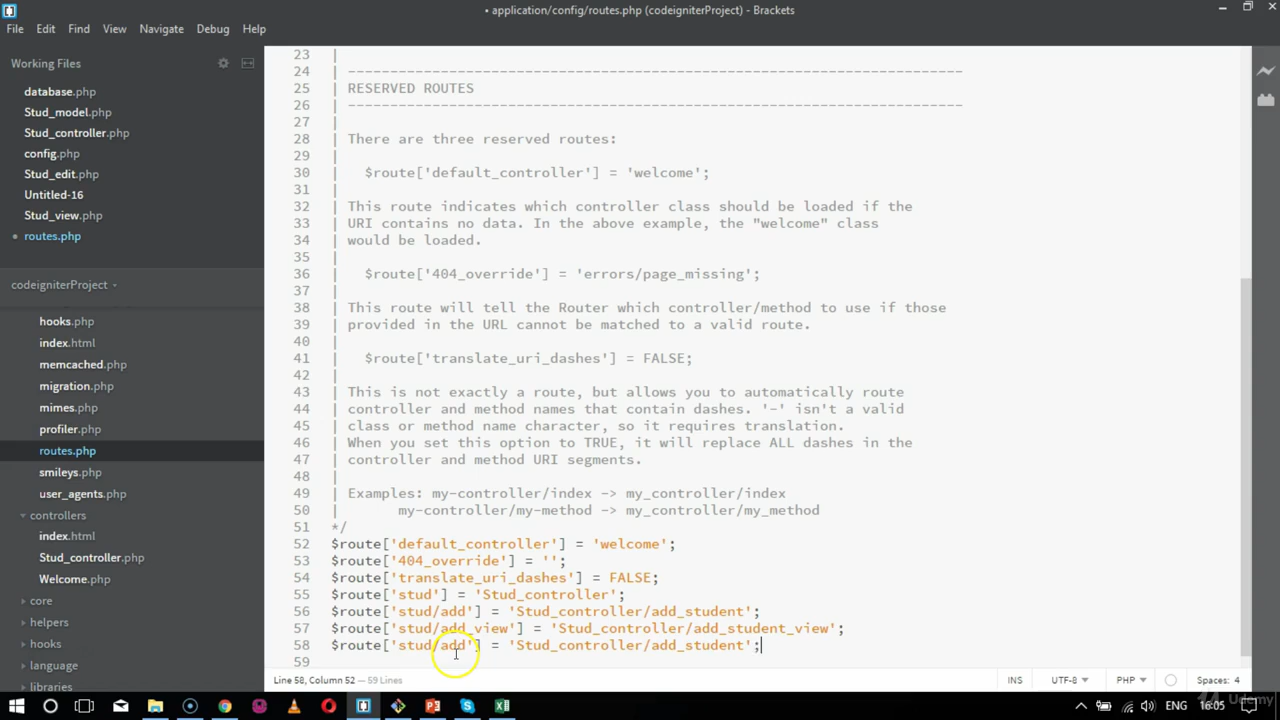 • application/config/routes.php (codeigniterProject) - Brackets
File Edit Find View Navigate Debug Help
Working Files
database.php
Stud_model.php
Stud_controller.php
config.php
Stud_edit.php
Untitled-16
Stud_view.php
• routes.php
codeigniterProject
hooks.php
index.html
memcached.php
migration.php
mimes.php
profiler.php
routes.php
smileys.php
user_agents.php
controllers
index.html
Stud_controller.php
Welcome.php
core
helpers
hooks
language
libraries
23 |
24 | -------------------------------------------------------------------------
25 | RESERVED ROUTES
26 | -------------------------------------------------------------------------
27 |
28 | There are three reserved routes:
29 |
30 | $route['default_controller'] = 'welcome';
31 |
32 | This route indicates which controller class should be loaded if the
33 | URI contains no data. In the above example, the "welcome" class
34 | would be loaded.
35 |
36 | $route['404_override'] = 'errors/page_missing';
37 |
38 | This route will tell the Router which controller/method to use if those
39 | provided in the URL cannot be matched to a valid route.
40 |
41 | $route['translate_uri_dashes'] = FALSE;
42 |
43 | This is not exactly a route, but allows you to automatically route
44 | controller and method names that contain dashes. '-' isn't a valid
45 | class or method name character, so it requires translation.
46 | When you set this option to TRUE, it will replace ALL dashes in the
47 | controller and method URI segments.
48 |
49 | Examples: my-controller/index -> my_controller/index
50 | my-controller/my-method -> my_controller/my_method
51 */
52 $route['default_controller'] = 'welcome';
53 $route['404_override'] = '';
54 $route['translate_uri_dashes'] = FALSE;
55 $route['stud'] = 'Stud_controller';
56 $route['stud/add'] = 'Stud_controller/add_student';
57 $route['stud/add_view'] = 'Stud_controller/add_student_view';
58 $route['stud/add'] = 'Stud_controller/add_student';
59
Line 58, Column 52 — 59 Lines
INS UTF-8 PHP Spaces: 4
ENG 16:05
Udemy